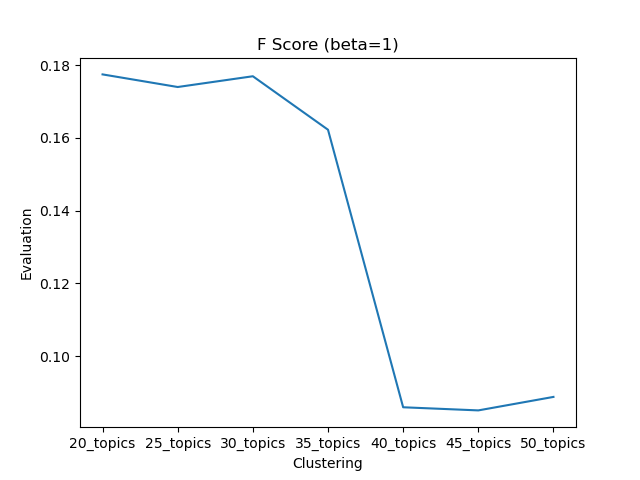 F Score (beta=1)
Evaluation
0.18
0.16
0.14
0.12
0.10
20_topics 25_topics 30_topics 35_topics 40_topics 45_topics 50_topics
Clustering